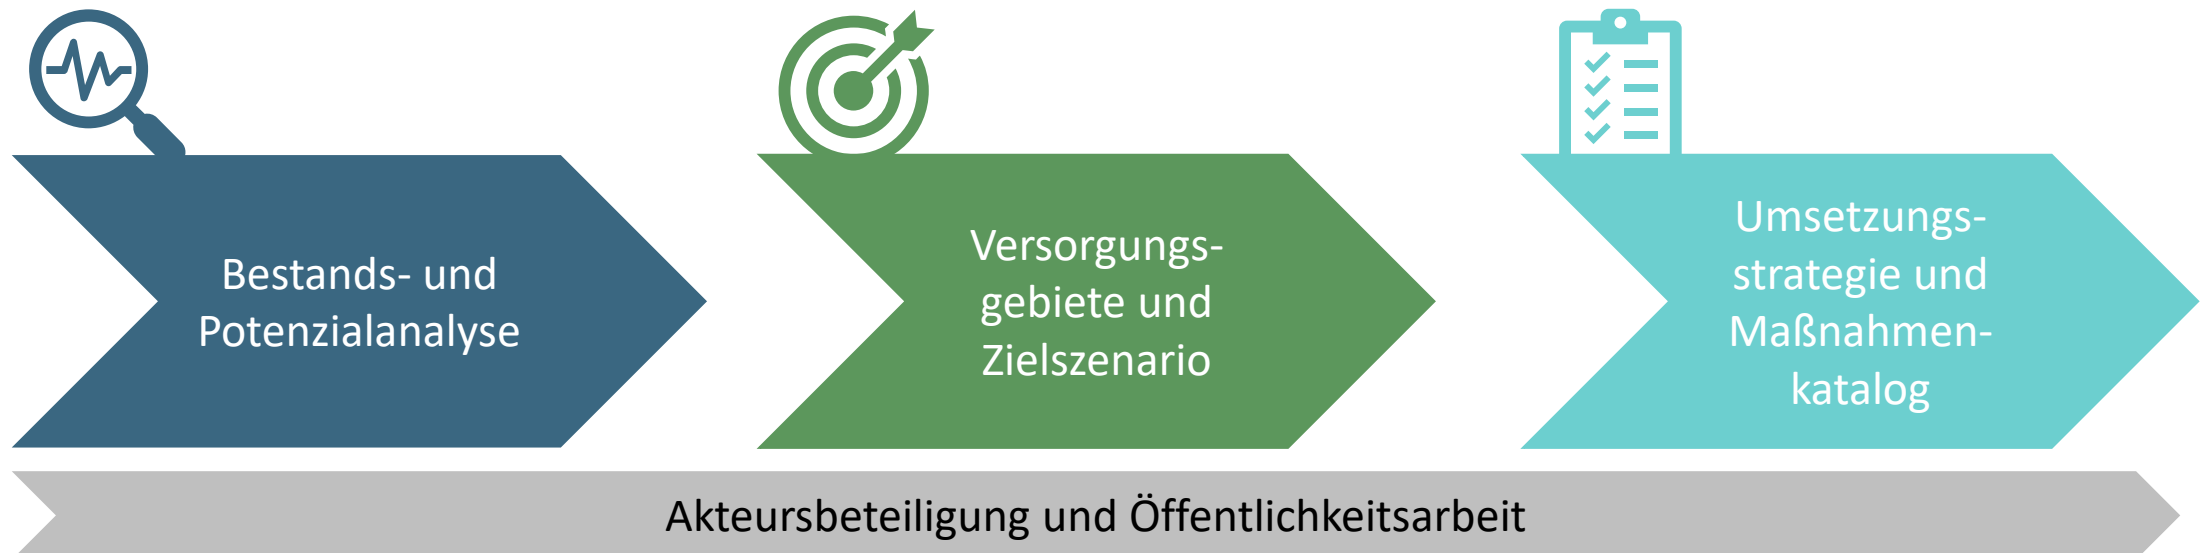 Bestands- und
Potenzialanalyse
Versorgungs-
gebiete und
Zielszenario
Umsetzungs-
strategie und
Maßnahmen-
katalog
Akteursbeteiligung und Öffentlichkeitsarbeit